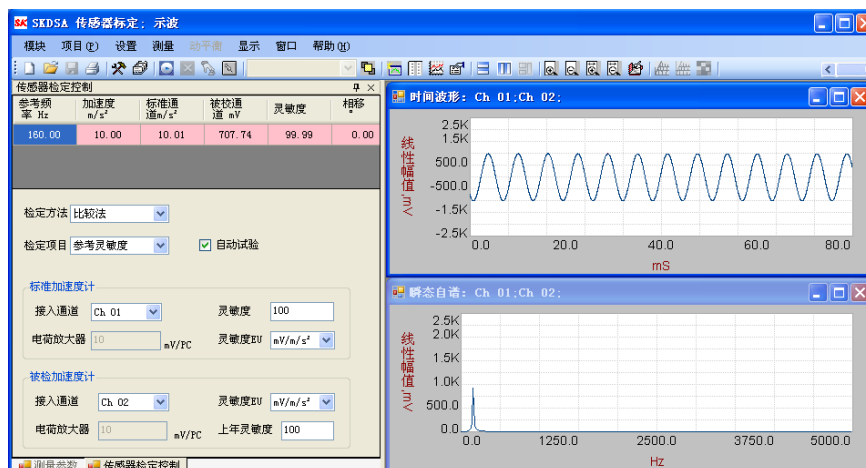 SKDSA 传感器标定; 示波
模块 项目(P) 设置 测量 动平衡 显示 窗口 帮助(H)
传感器检定控制
参考频率 Hz 加速度 m/s² 标准通道m/s² 被校通道 mV 灵敏度 相移 °
160.00 10.00 10.01 707.74 99.99 0.00
检定方法 比较法
检定项目 参考灵敏度 自动试验
标准加速度计
接入通道 Ch 01 灵敏度 100
电荷放大器 10 mV/PC 灵敏度EU mV/m/s²
被检加速度计
接入通道 Ch 02 灵敏度EU mV/m/s²
电荷放大器 10 mV/PC 上年灵敏度 100
测量参数 传感器检定控制
时间波形: Ch 01;Ch 02;
线性幅值,mV
2.5K
1.5K
500.0
-500.0
-1.5K
-2.5K
0.0 20.0 40.0 60.0 80.0
mS
瞬态自谱: Ch 01;Ch 02;
线性幅值,mV
2.5K
2.0K
1.5K
1.0K
500.0
0.0
0.0 1250.0 2500.0 3750.0 5000.0
Hz